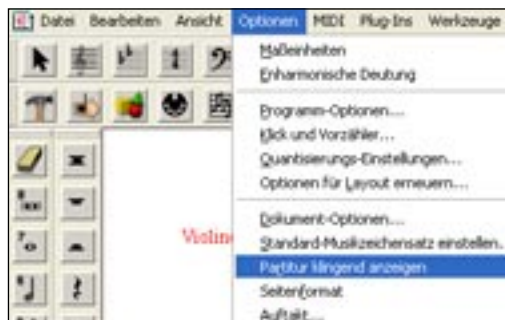 Datei Bearbeiten Ansicht Optionen MIDI Plug-Ins Werkzeuge
Maßeinheiten
Enharmonische Deutung
Programm-Optionen...
Klick und Vorzähler...
Quantisierungs-Einstellungen...
Optionen für Layout erneuern...
Dokument-Optionen...
Standard-Musikzeichensatz einstellen.
Partitur klingend anzeigen
Seitenformat
Auftakt...
Violine